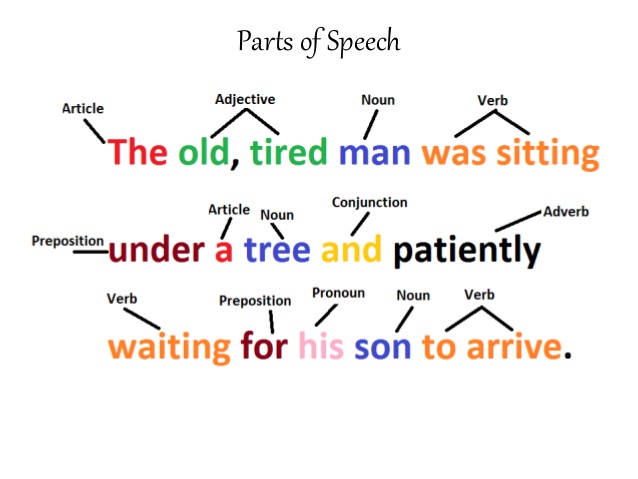 Parts of Speech
Article Adjective Noun Verb
The old, tired man was sitting
Article Noun Conjunction Adverb
Preposition under a tree and patiently
Verb Preposition Pronoun Noun Verb
waiting for his son to arrive.